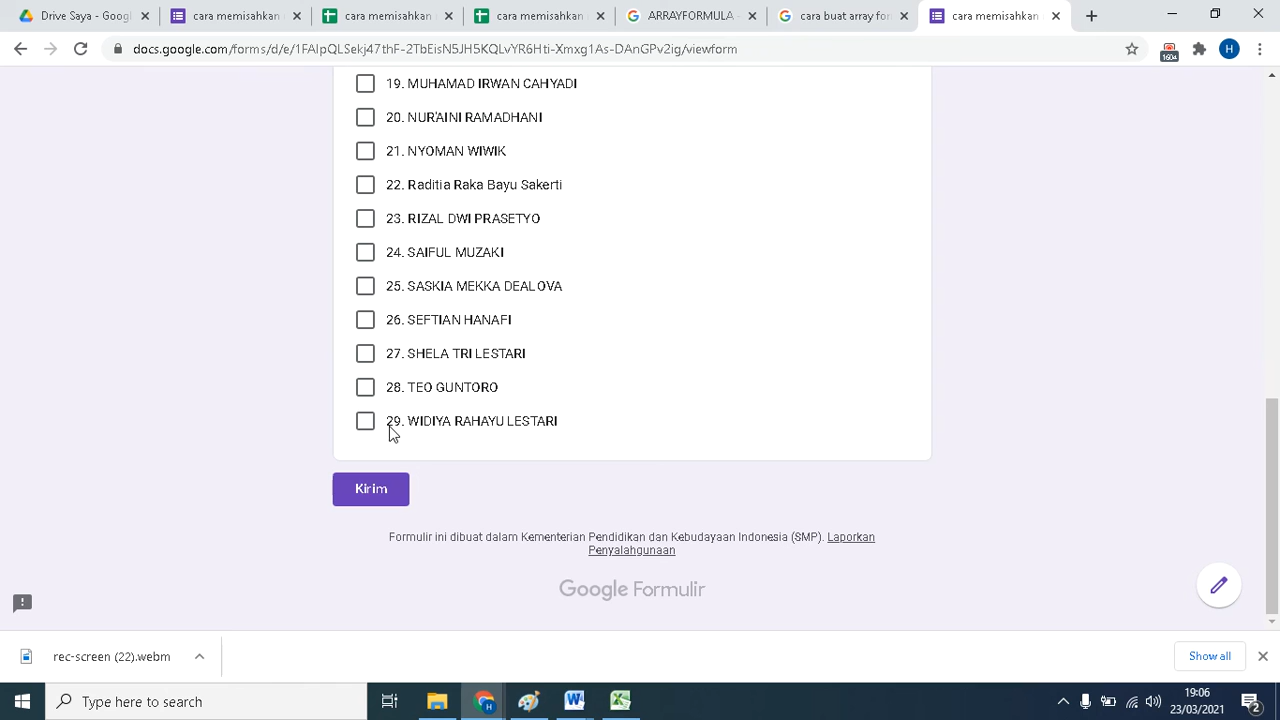 Drive Saya - Googl
cara memisahkan
cara memisahkan
cara memisahkan
ARRAYFORMULA -
cara buat array for
cara memisahkan
docs.google.com/forms/d/e/1FAIpQLSekj47thF-2TbEisN5JH5KQLvYR6Hti-Xmxg1As-DAnGPv2ig/viewform
1604
H
19. MUHAMAD IRWAN CAHYADI
20. NUR'AINI RAMADHANI
21. NYOMAN WIWIK
22. Raditia Raka Bayu Sakerti
23. RIZAL DWI PRASETYO
24. SAIFUL MUZAKI
25. SASKIA MEKKA DEALOVA
26. SEFTIAN HANAFI
27. SHELA TRI LESTARI
28. TEO GUNTORO
29. WIDIYA RAHAYU LESTARI
Kirim
Formulir ini dibuat dalam Kementerian Pendidikan dan Kebudayaan Indonesia (SMP). Laporkan
Penyalahgunaan
Google Formulir
rec-screen (22).webm
Show all
Type here to search
19:06
23/03/2021
2